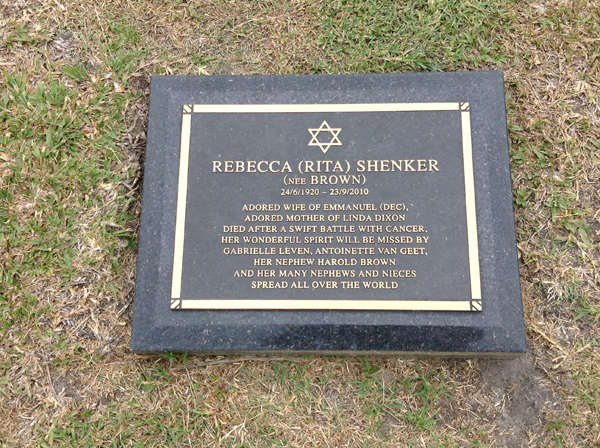 REBECCA (RITA) SHENKER
(NEE BROWN)
24/6/1920 – 23/9/2010
ADORED WIFE OF EMMANUEL (DEC),
ADORED MOTHER OF LINDA DIXON
DIED AFTER A SWIFT BATTLE WITH CANCER,
HER WONDERFUL SPIRIT WILL BE MISSED BY
GABRIELLE LEVEN, ANTOINETTE VAN GEET,
HER NEPHEW HAROLD BROWN
AND HER MANY NEPHEWS AND NIECES
SPREAD ALL OVER THE WORLD